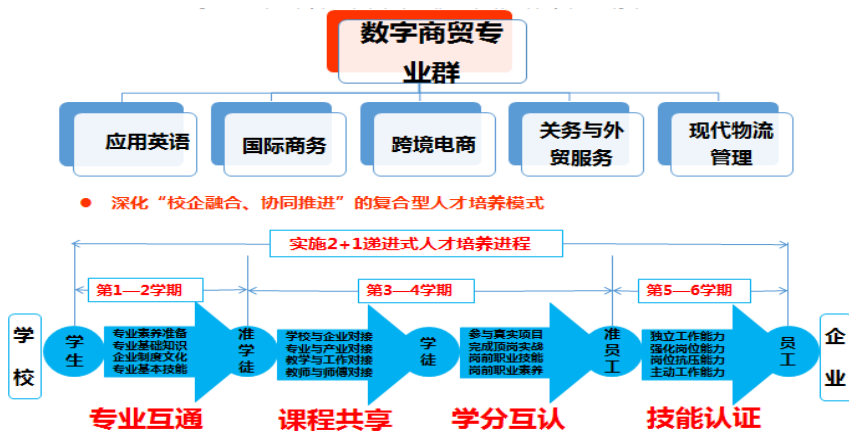 数字商贸专
业群
应用英语
国际商务
跨境电商
关务与外
贸服务
现代物流
管理
● 深化“校企融合、协同推进”的复合型人才培养模式
实施2+1递进式人才培养进程
第1—2学期
第3—4学期
第5—6学期
学
校
学
生
专业素养准备
专业基础知识
企业制度文化
专业基本技能
准
学
徒
学校与企业对接
专业与产业对接
教学与工作对接
教师与师傅对接
学
徒
参与真实项目
完成顶岗实战
岗前职业技能
岗前职业素养
准
员
工
独立工作能力
强化岗位能力
岗位抗压能力
主动工作能力
员
工
企
业
专业互通
课程共享
学分互认
技能认证